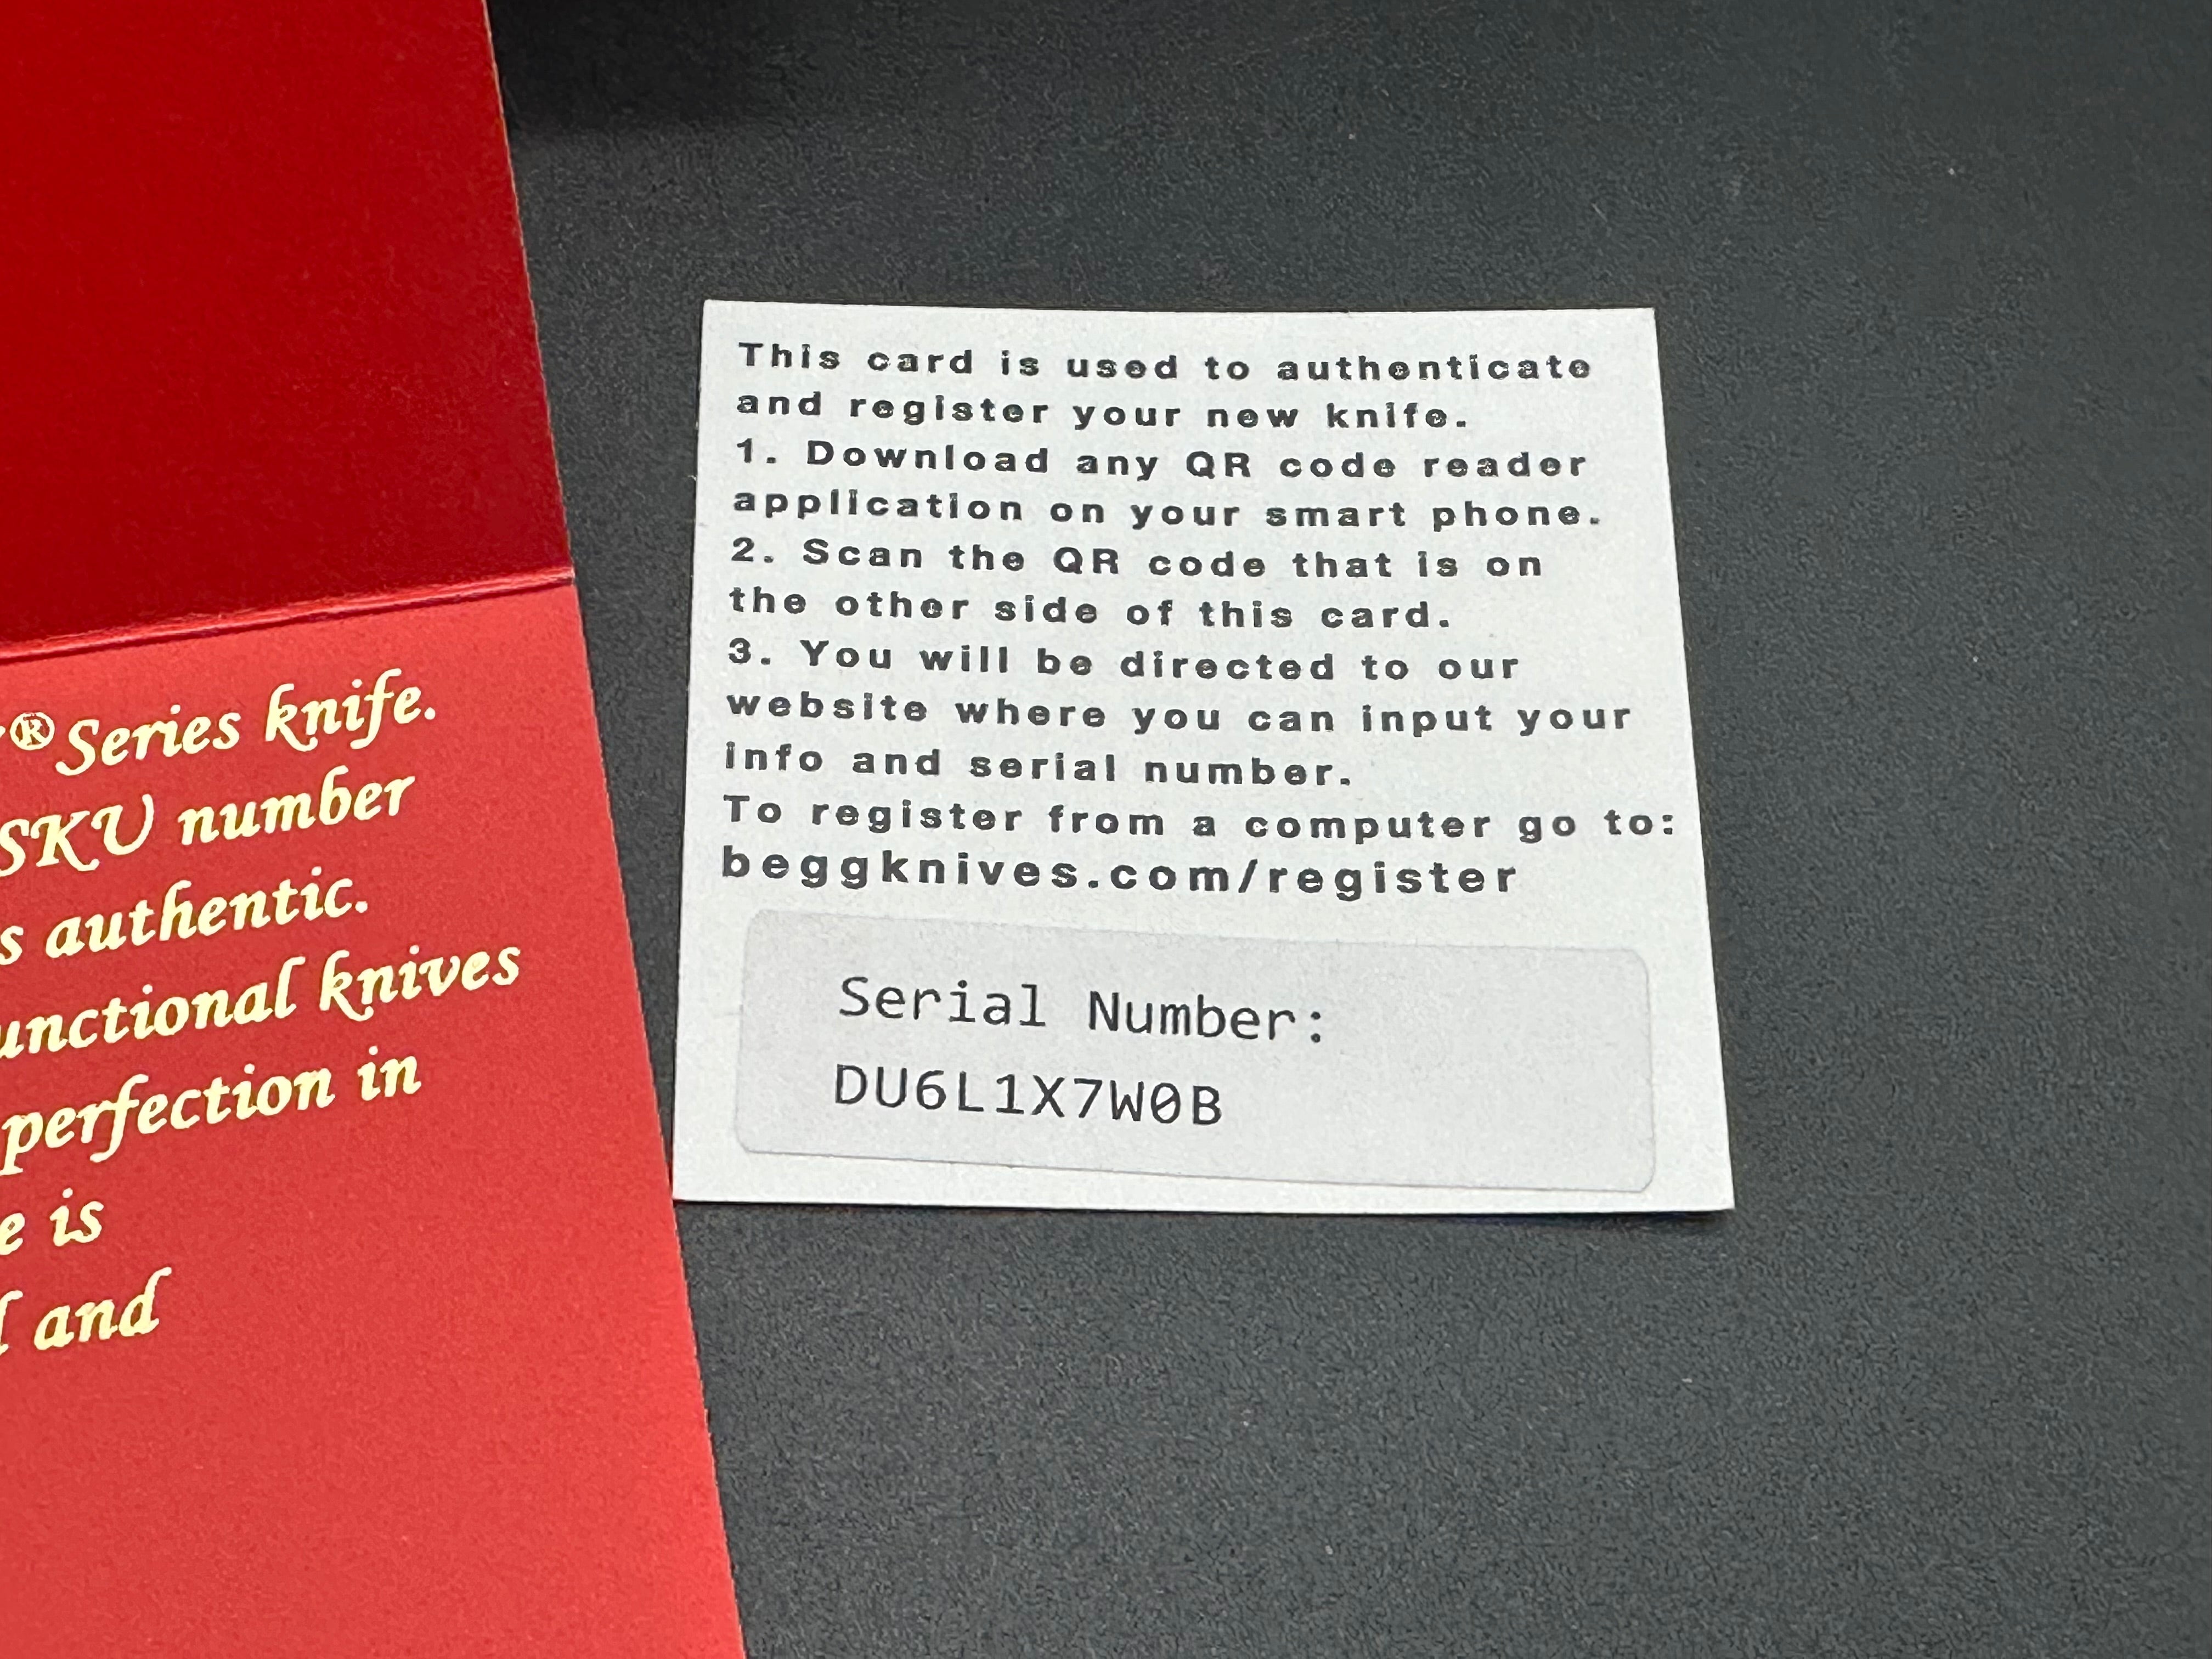 ® Series knife.
SKU number
authentic.
knives
perfection in
is
and
This card is used to authenticate
and register your new knife.
1. Download any QR code reader
application on your smart phone.
2. Scan the QR code that is on
the other side of this card.
3. You will be directed to our
website where you can input your
info and serial number.
To register from a computer go to:
beggknives.com/register
Serial Number:
DU6L1X7W0B